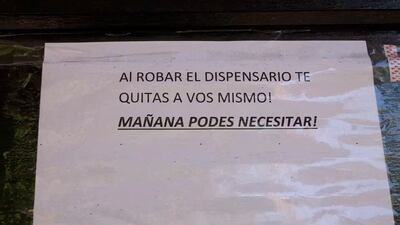 Al ROBAR EL DISPENSARIO TE
QUITAS A VOS MISMO!
MAÑANA PODES NECESITAR!